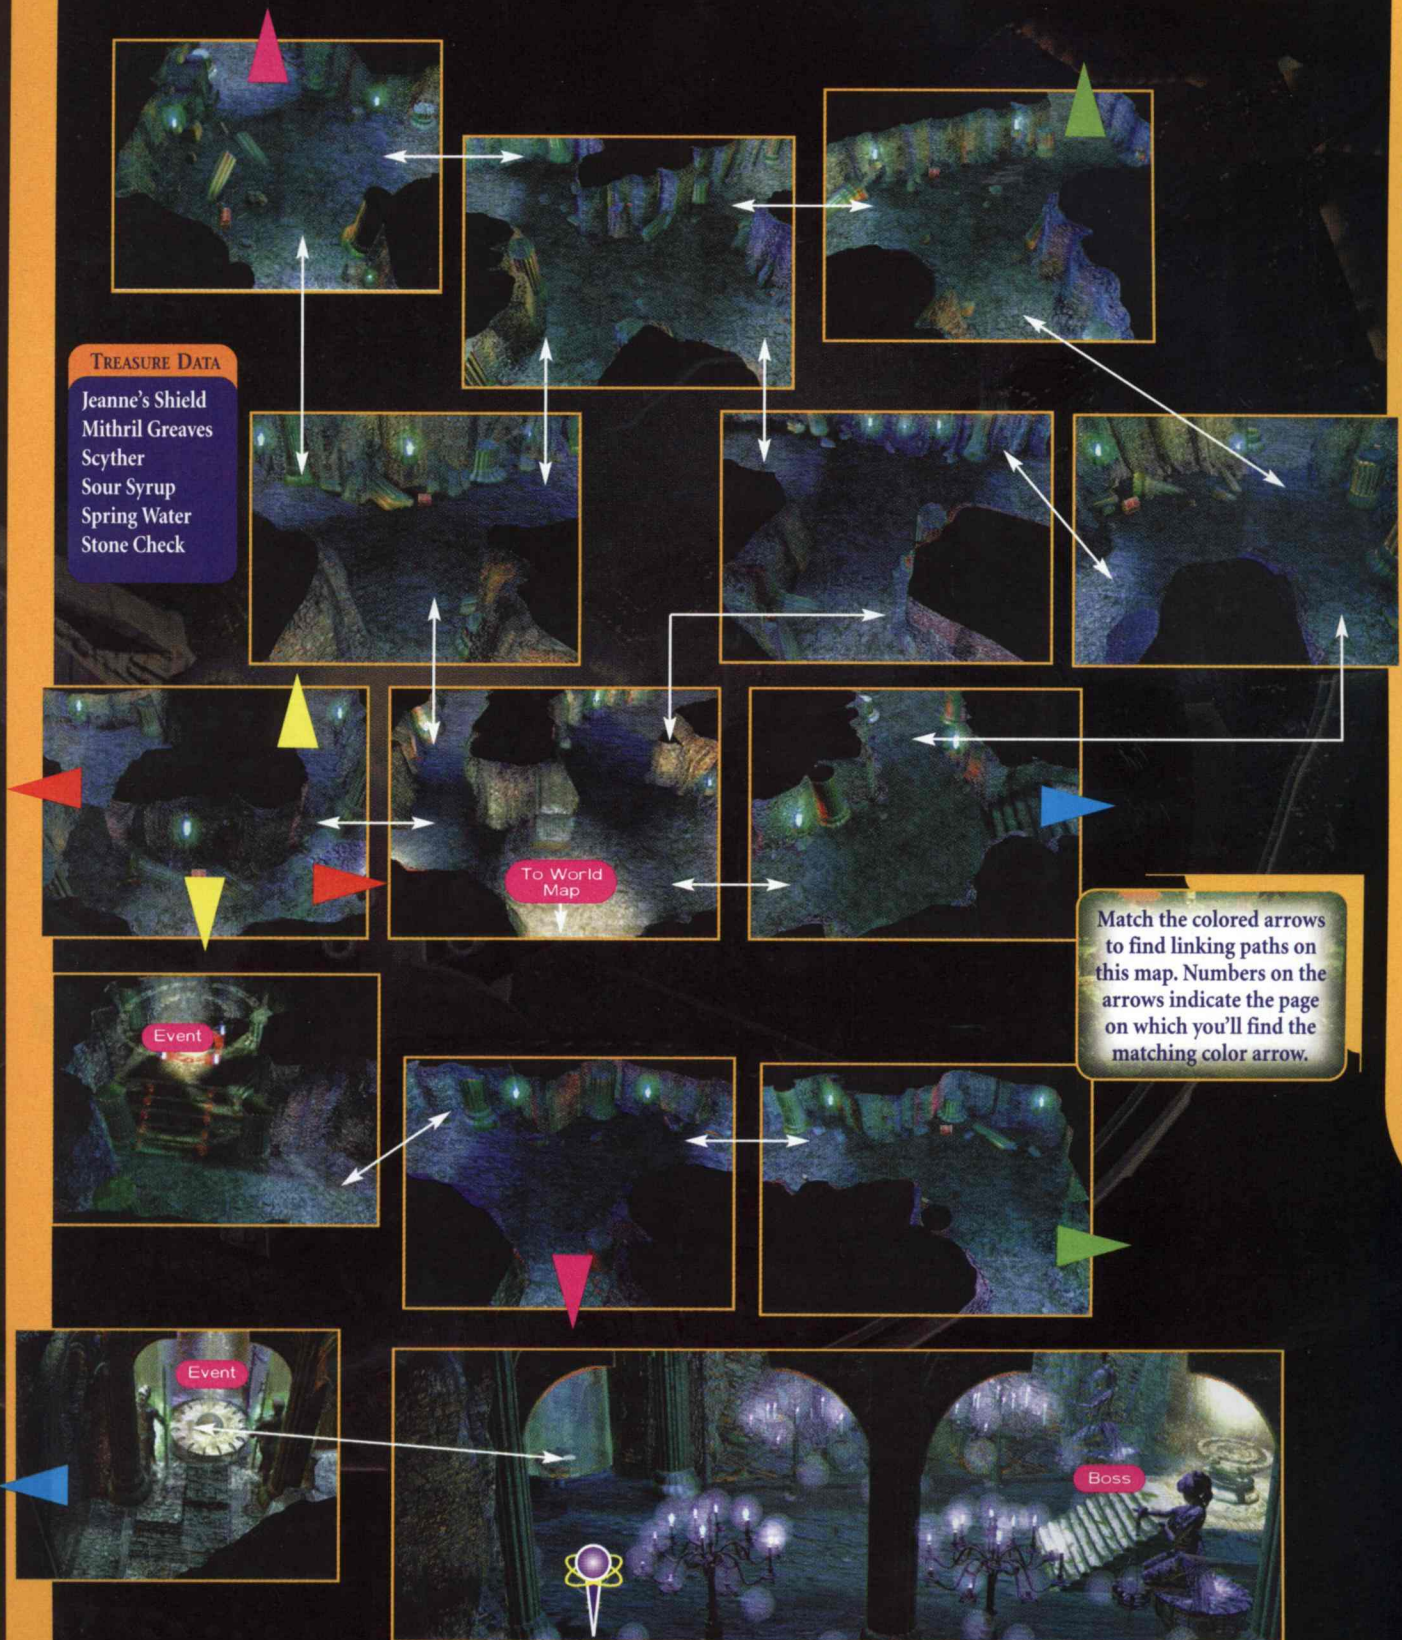 TREASURE DATA
Jeanne's Shield
Mithril Greaves
Scyther
Sour Syrup
Spring Water
Stone Check
To World
Map
Match the colored arrows
to find linking paths on
this map. Numbers on the
arrows indicate the page
on which you'll find the
matching color arrow.
Event
Event
Boss